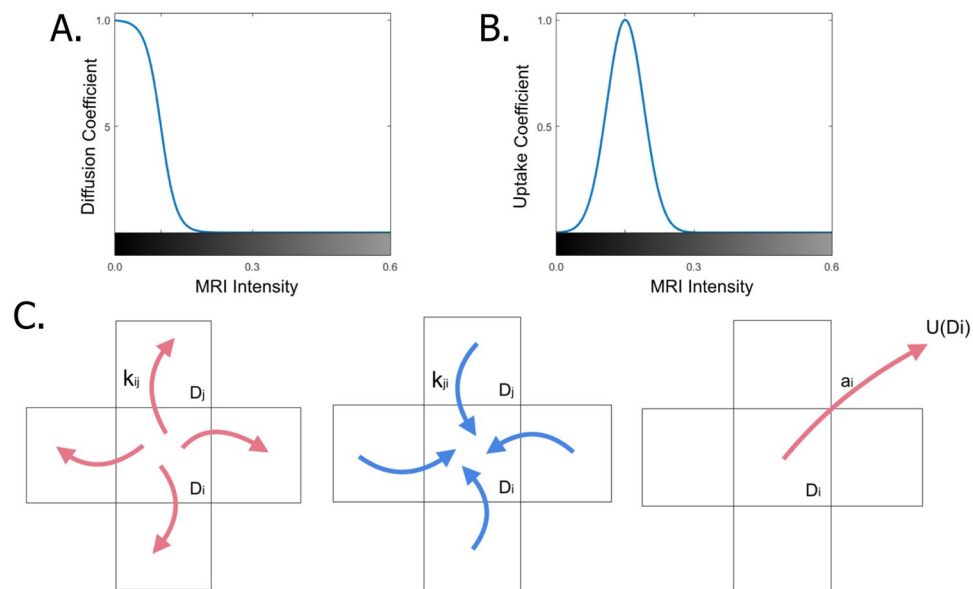 A.
Diffusion Coefficient
1.0
5
0.0
0.3
0.6
MRI Intensity
B.
Uptake Coefficient
1.0
0.5
0.0
0.3
0.6
MRI Intensity
C.
kij
Dj
Di
kji
Dj
Di
U(Di)
ai
Di